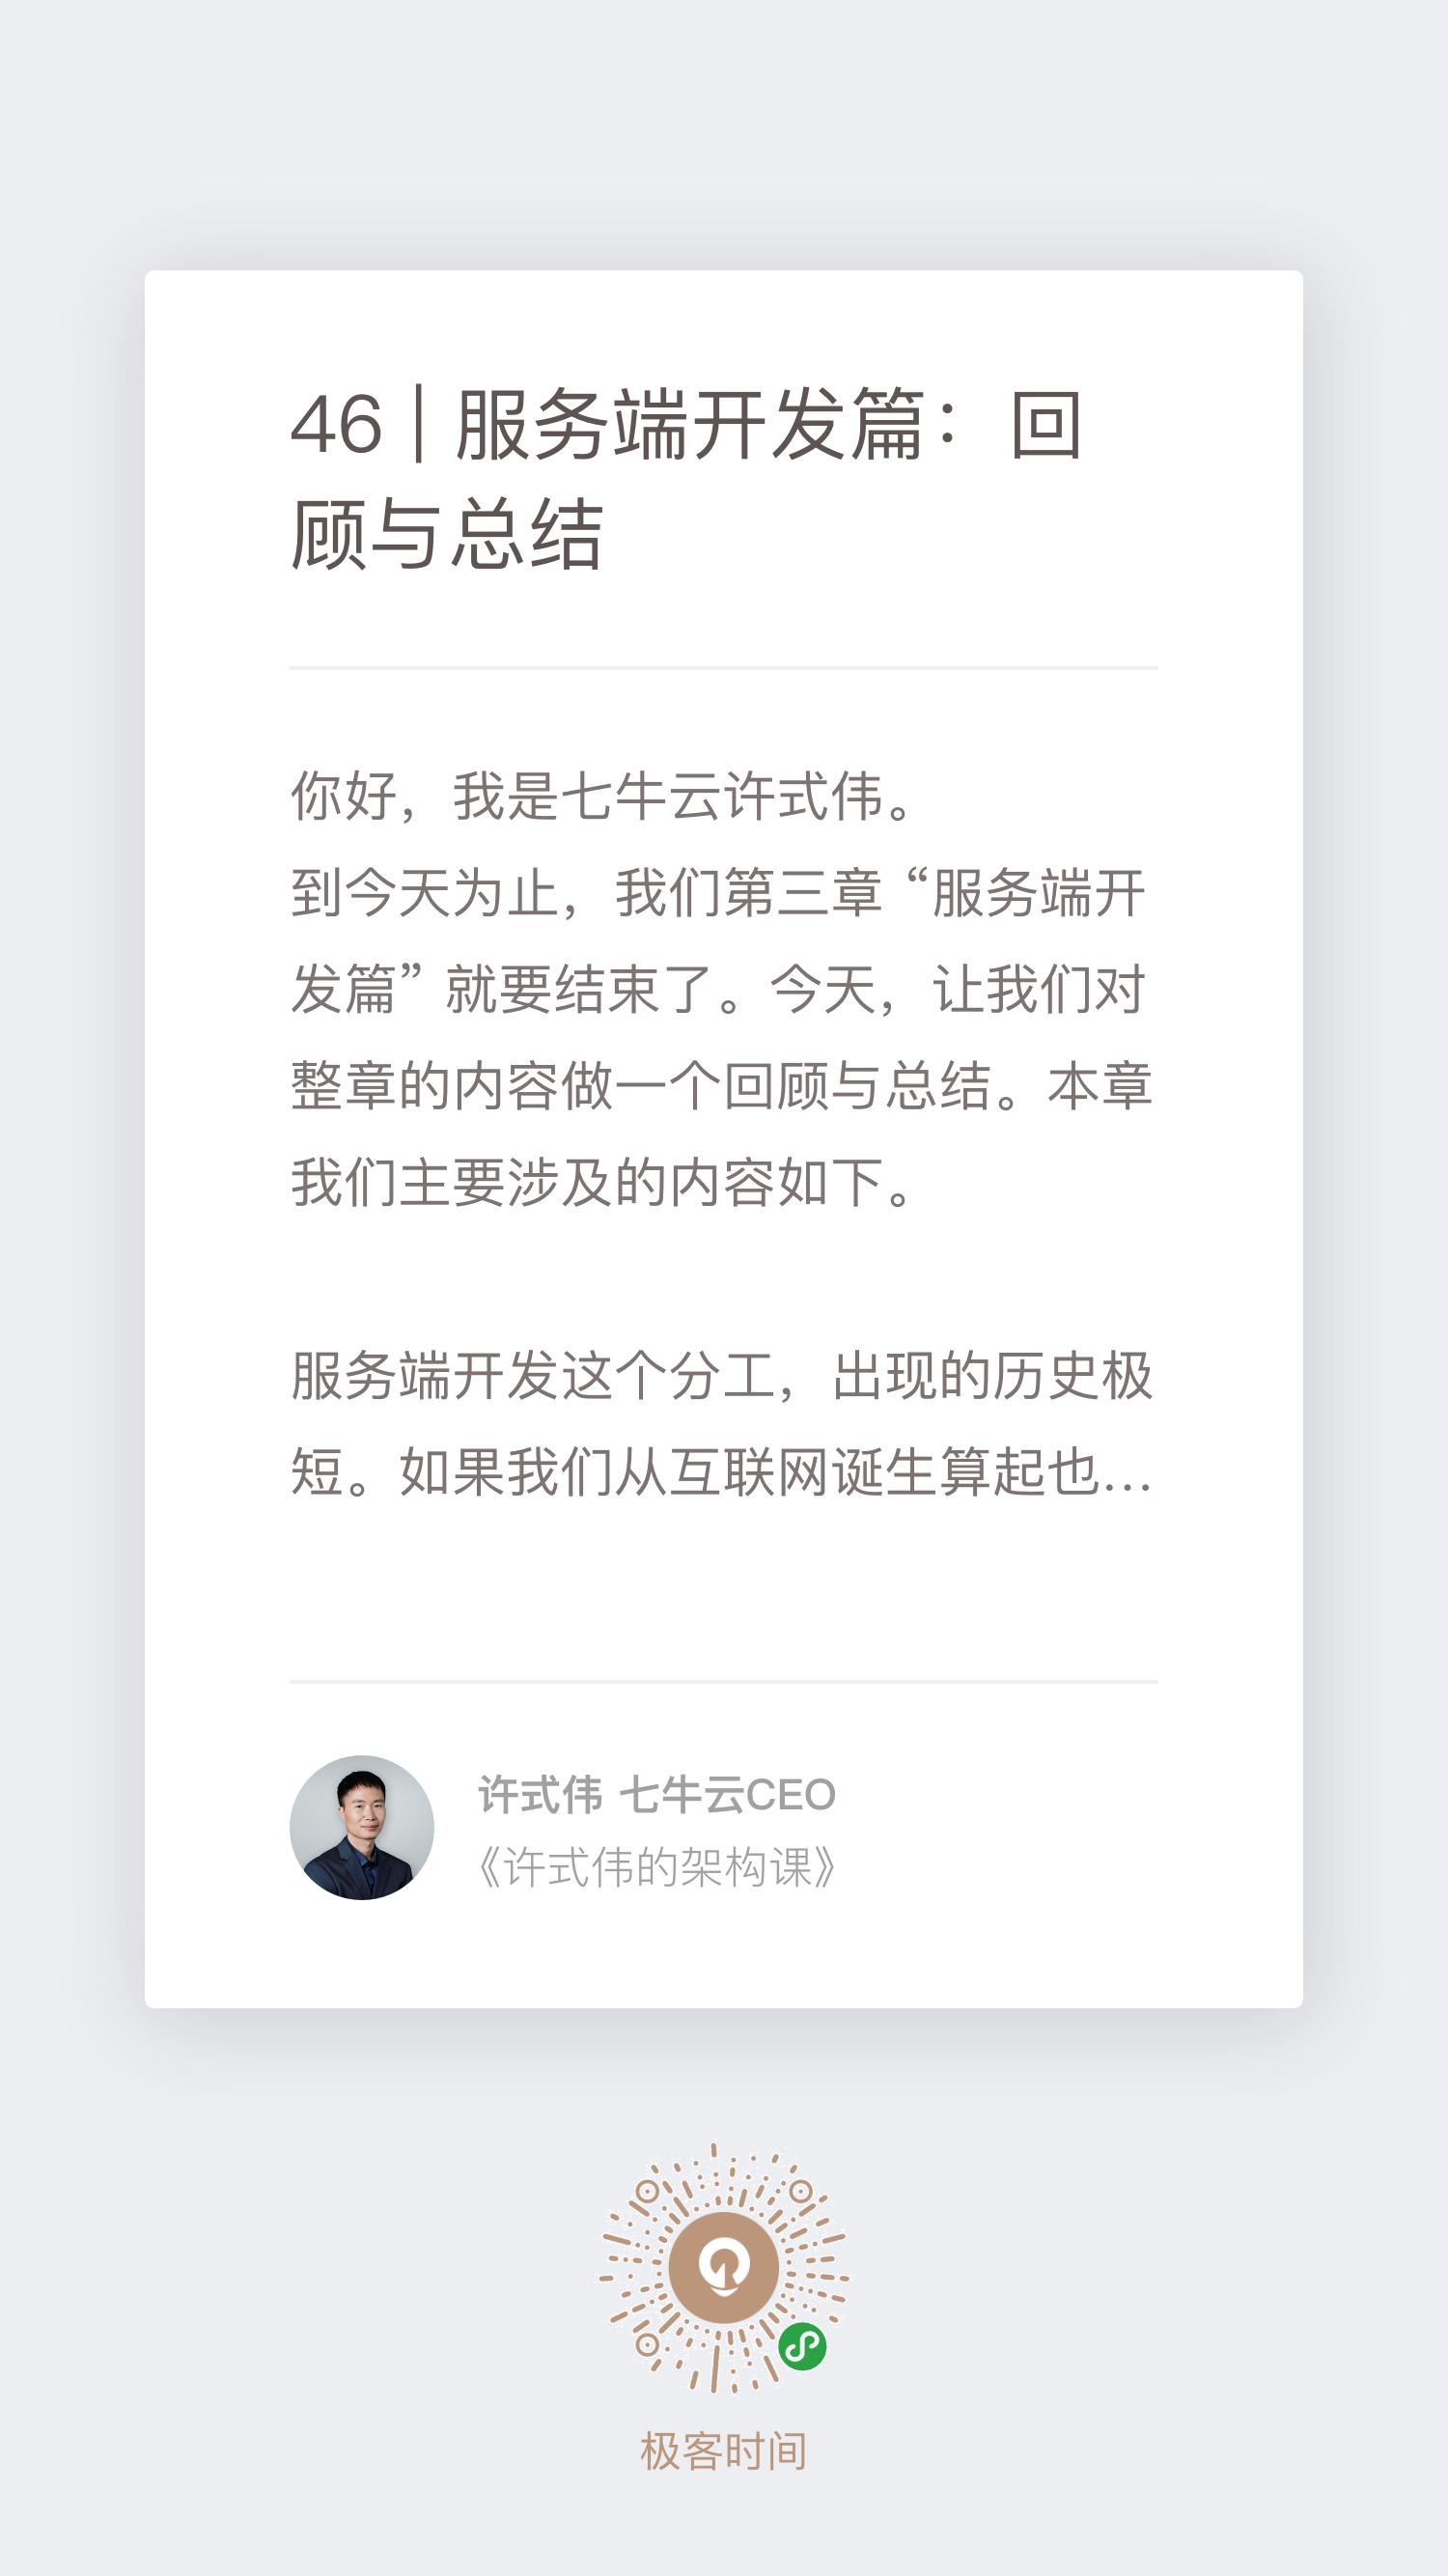 46 | 服务端开发篇：回
顾与总结
你好，我是七牛云许式伟。
到今天为止，我们第三章 “服务端开
发篇” 就要结束了。今天，让我们对
整章的内容做一个回顾与总结。本章
我们主要涉及的内容如下。
服务端开发这个分工，出现的历史极
短。如果我们从互联网诞生算起也...
许式伟 七牛云CEO
《许式伟的架构课》
极客时间